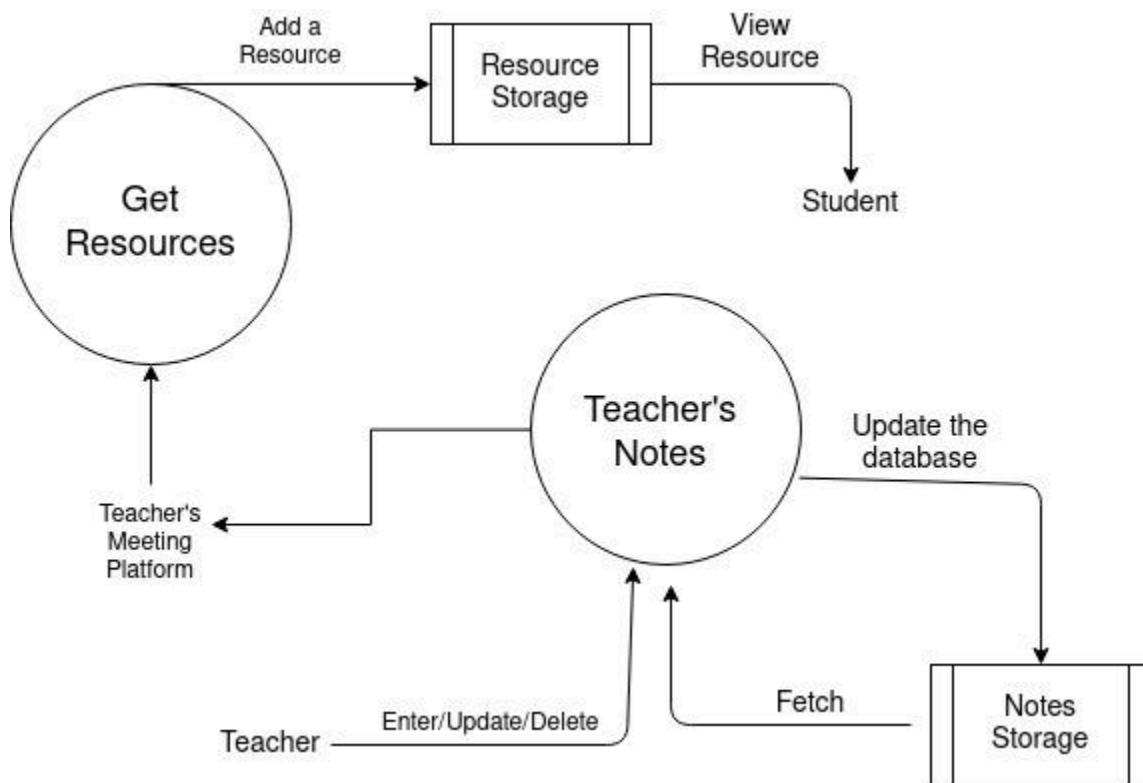 Add a
Resource
View
Resource
Resource
Storage
Get
Resources
Student
Teacher's
Notes
Update the
database
Teacher's
Meeting
Platform
Teacher
Enter/Update/Delete
Fetch
Notes
Storage